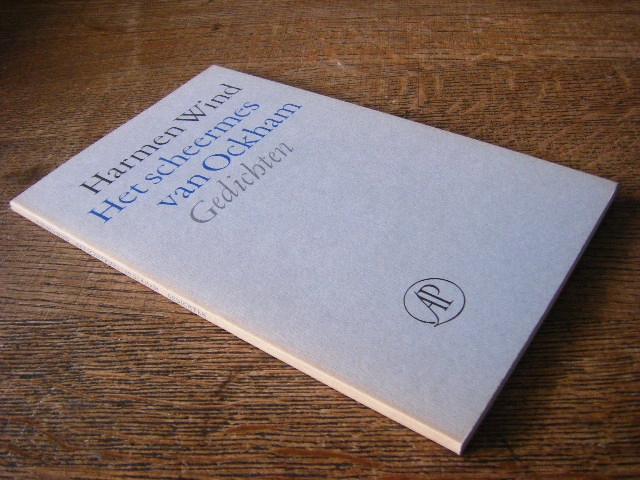 Harmen Wind
Het scheermes
van Ockham
Gedichten
AP